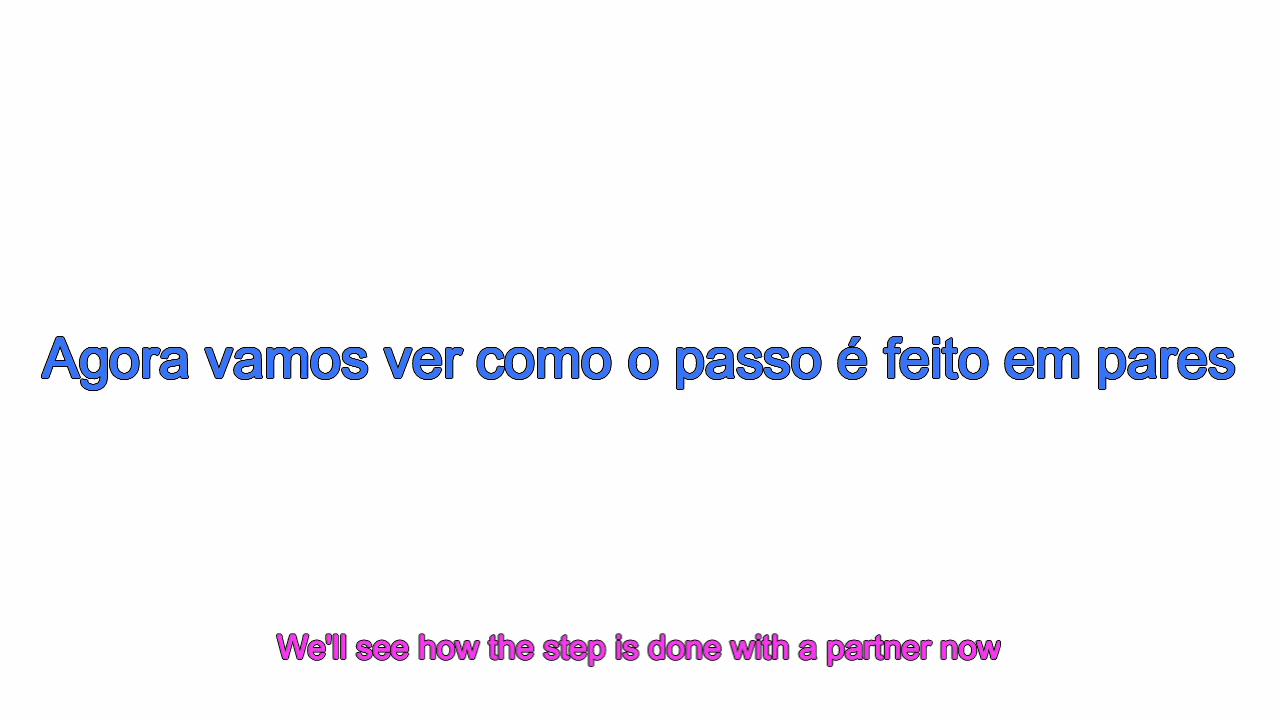 Agora vamos ver como o passo é feito em pares
We'll see how the step is done with a partner now